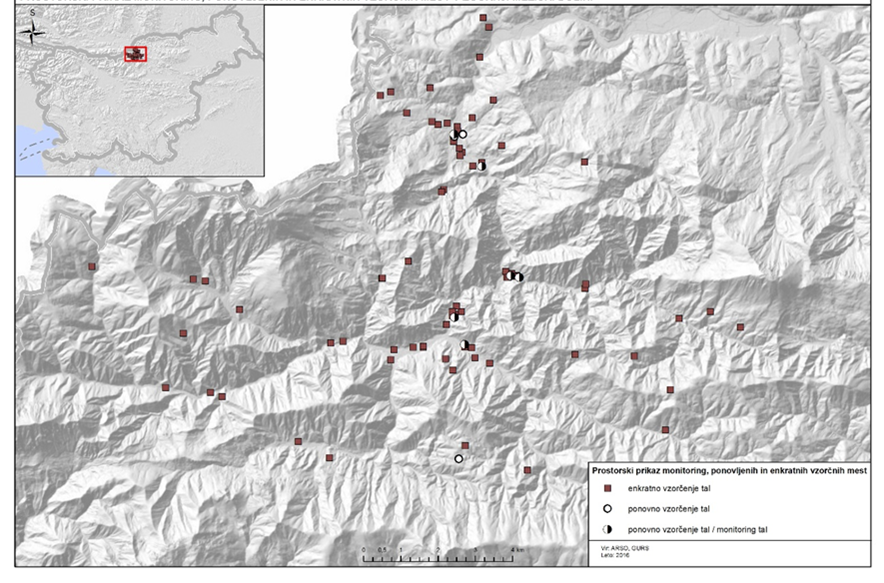 S
Prostorski prikaz monitoring, ponovljenih in enkratnih vzorčnih mest
enkratno vzorčenje tal
ponovno vzorčenje tal
ponovno vzorčenje tal / monitoring tal
Vir: ARSO, GURS
Leto: 2016
0 0,5 1 2 3 4 km